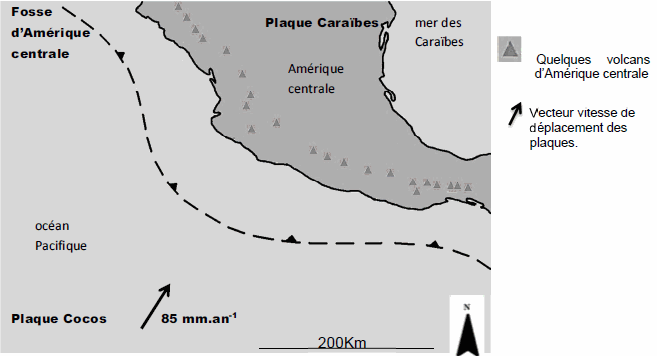 Fosse
d'Amérique
centrale
Plaque Caraïbes
mer des
Caraïbes
Amérique
centrale
océan
Pacifique
Plaque Cocos
85 mm.an⁻¹
200Km
Quelques volcans
d'Amérique centrale
Vecteur vitesse de
déplacement des
plaques.